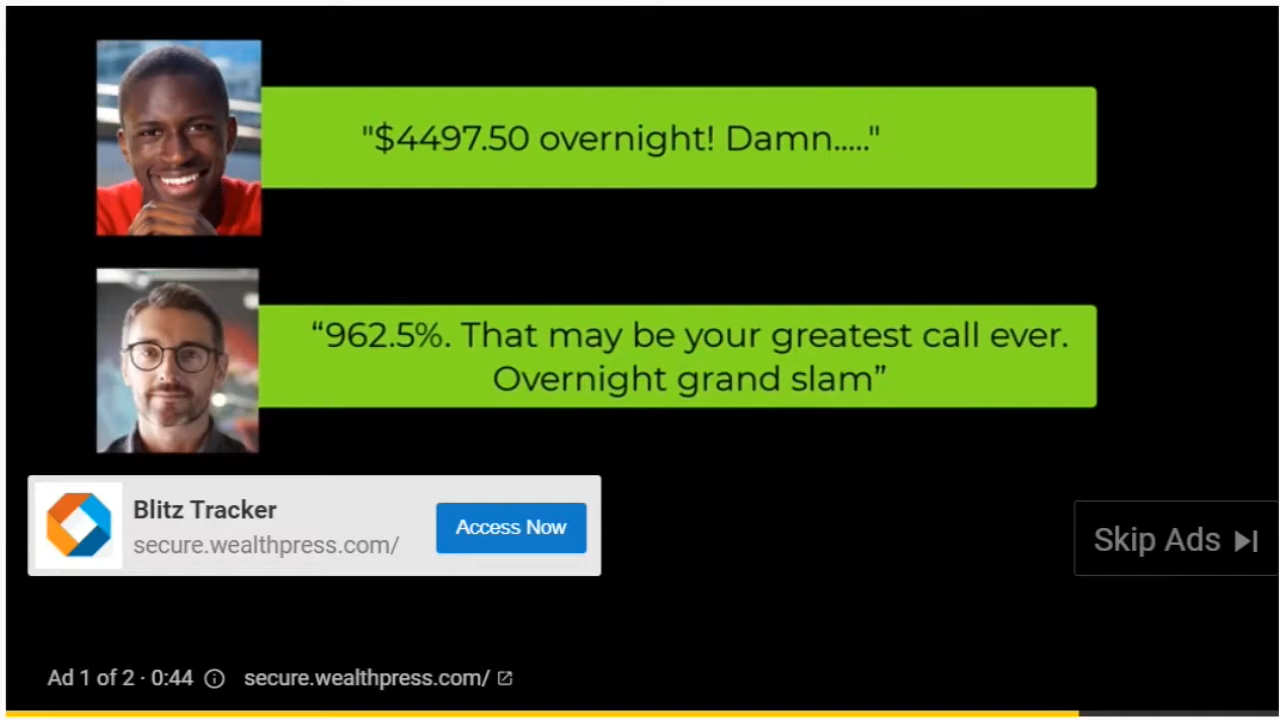 "$4497.50 overnight! Damn....."
“962.5%. That may be your greatest call ever.
Overnight grand slam”
Blitz Tracker
secure.wealthpress.com/
Access Now
Skip Ads
Ad 1 of 2 · 0:44 secure.wealthpress.com/